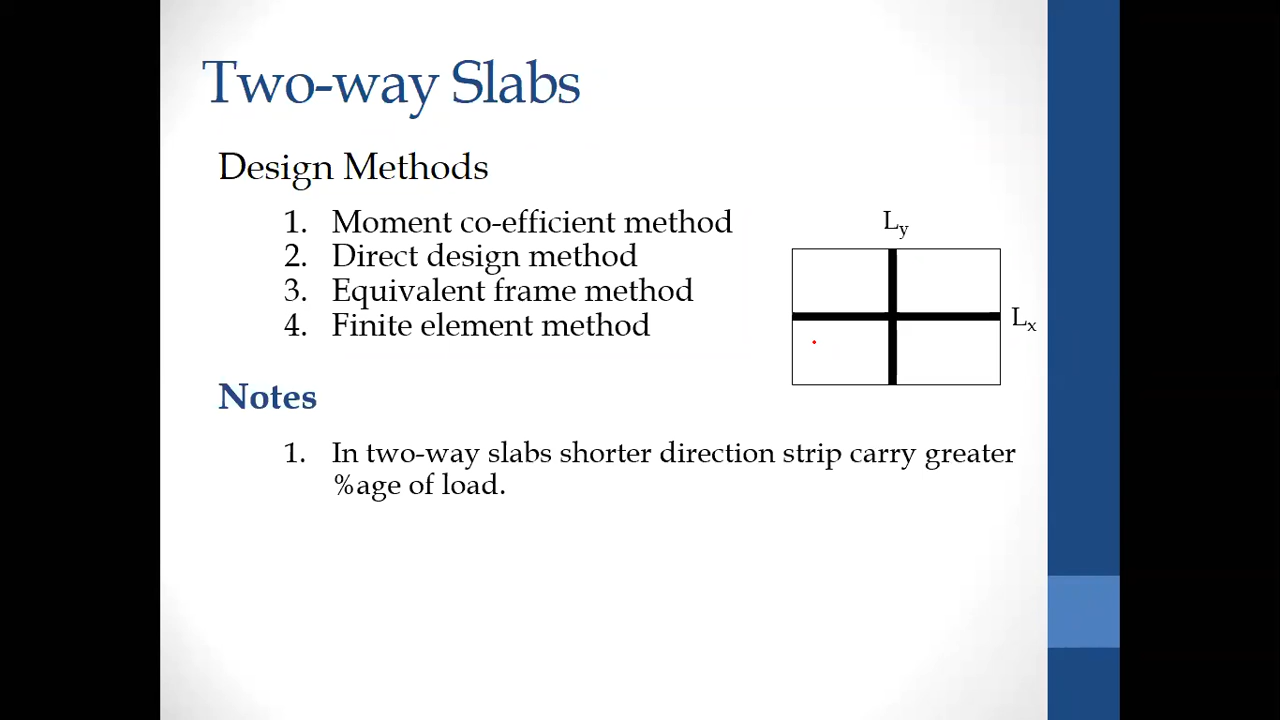 Two-way Slabs
Design Methods
1. Moment co-efficient method
2. Direct design method
3. Equivalent frame method
4. Finite element method
Ly
Lx
Notes
1. In two-way slabs shorter direction strip carry greater
%age of load.